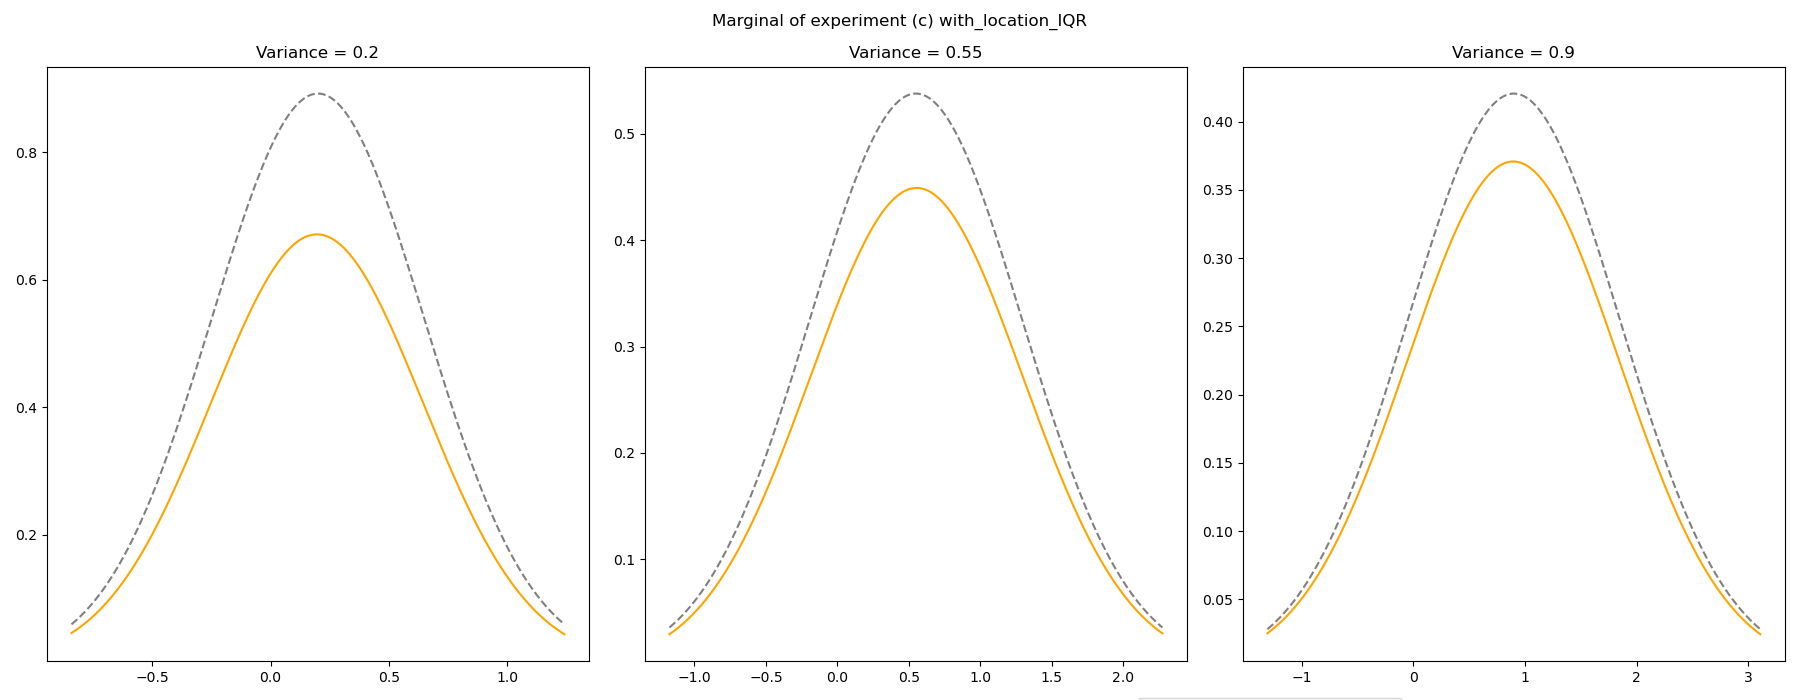 Marginal of experiment (c) with_location_IQR
Variance = 0.2
Variance = 0.55
Variance = 0.9
0.8
0.6
0.4
0.2
−0.5 0.0 0.5 1.0
0.5
0.4
0.3
0.2
0.1
−1.0 −0.5 0.0 0.5 1.0 1.5 2.0
0.40
0.35
0.30
0.25
0.20
0.15
0.10
0.05
−1 0 1 2 3